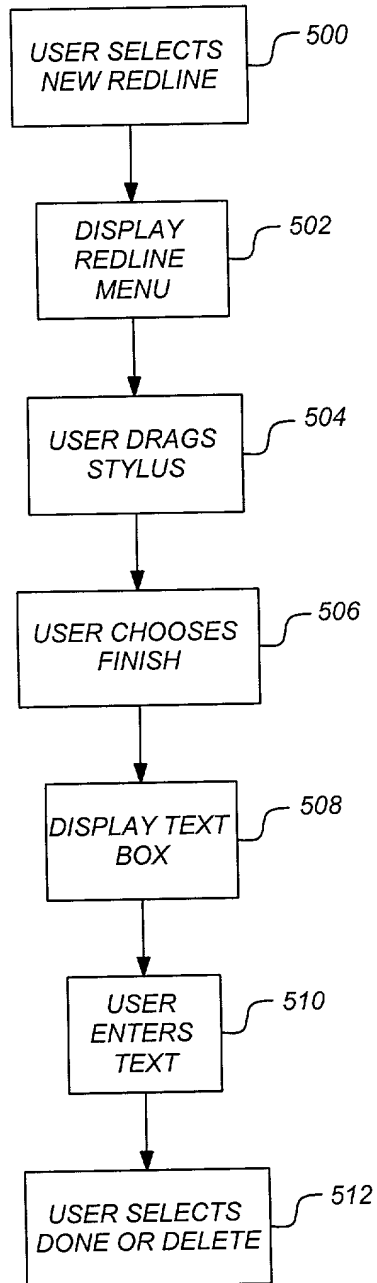 USER SELECTS
NEW REDLINE
500
DISPLAY
REDLINE
MENU
502
USER DRAGS
STYLUS
504
USER CHOOSES
FINISH
506
DISPLAY TEXT
BOX
508
USER
ENTERS
TEXT
510
USER SELECTS
DONE OR DELETE
512